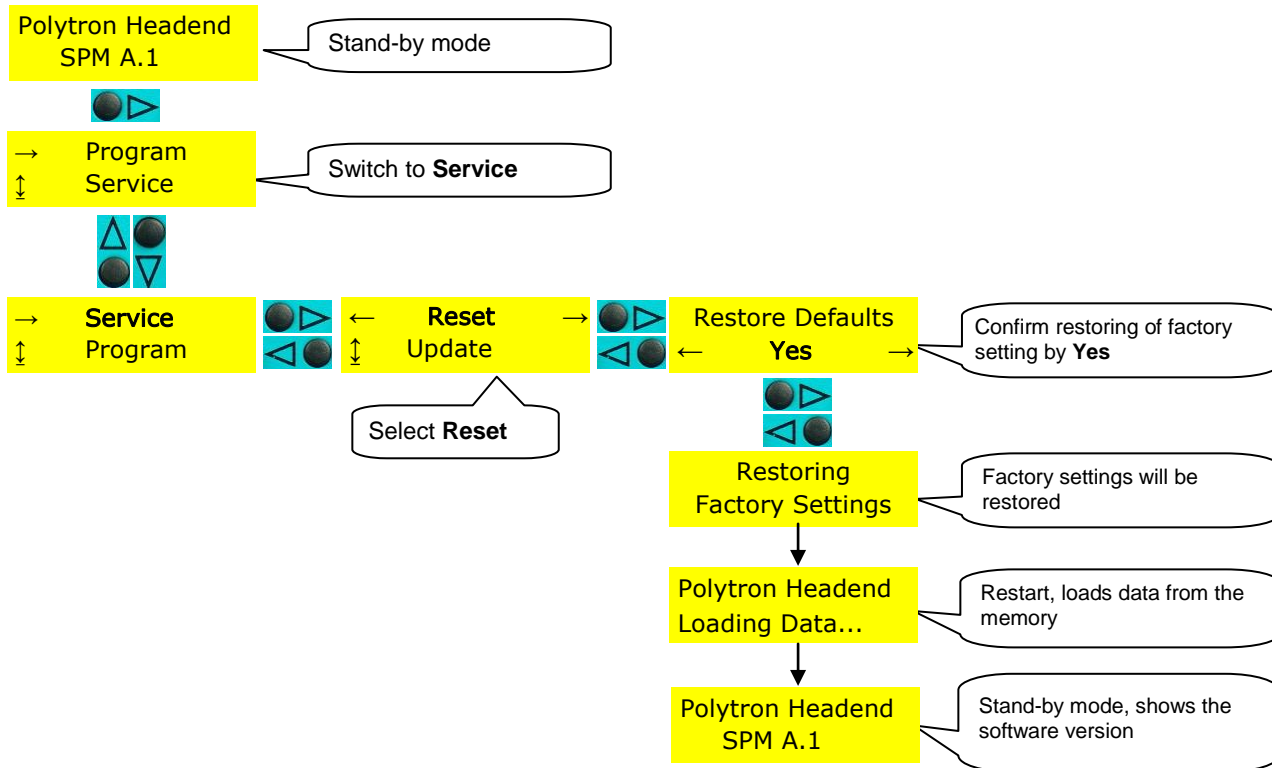 Polytron Headend
SPM A.1
Stand-by mode
→ Program
↕ Service
Switch to Service
→ Service
↕ Program
← Reset →
↕ Update
Restore Defaults
← Yes →
Confirm restoring of factory
setting by Yes
Select Reset
Restoring
Factory Settings
Factory settings will be
restored
Polytron Headend
Loading Data...
Restart, loads data from the
memory
Polytron Headend
SPM A.1
Stand-by mode, shows the
software version